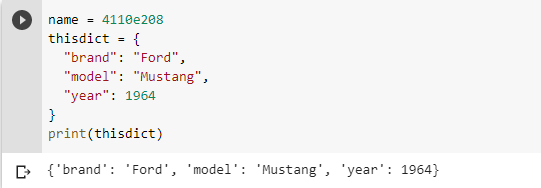 name = 4110e208
thisdict = {
  "brand": "Ford",
  "model": "Mustang",
  "year": 1964
}
print(thisdict)
{'brand': 'Ford', 'model': 'Mustang', 'year': 1964}